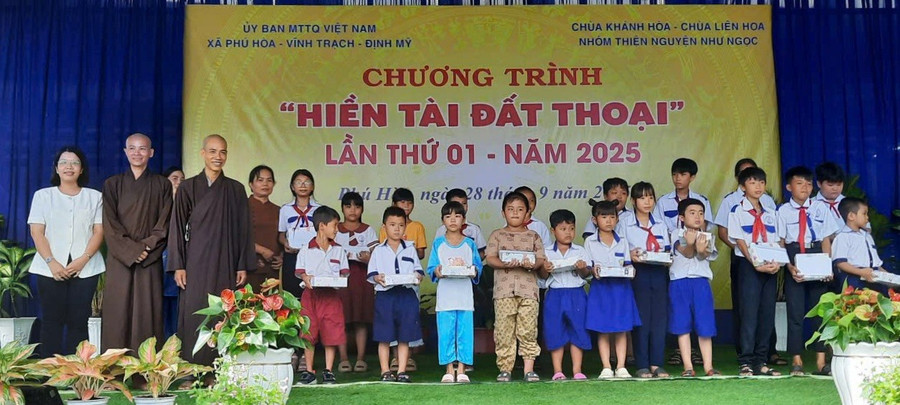 ỦY BAN MTTQ VIỆT NAM
XÃ PHÚ HÒA - VĨNH TRẠCH - ĐỊNH MỸ
CHÙA KHÁNH HÒA - CHÙA LIÊN HOA
NHÓM THIỆN NGUYỆN NHƯ NGỌC
CHƯƠNG TRÌNH
“HIỀN TÀI ĐẤT THOẠI”
LẦN THỨ 01 - NĂM 2025
Phú Hòa, ngày 28 9 năm